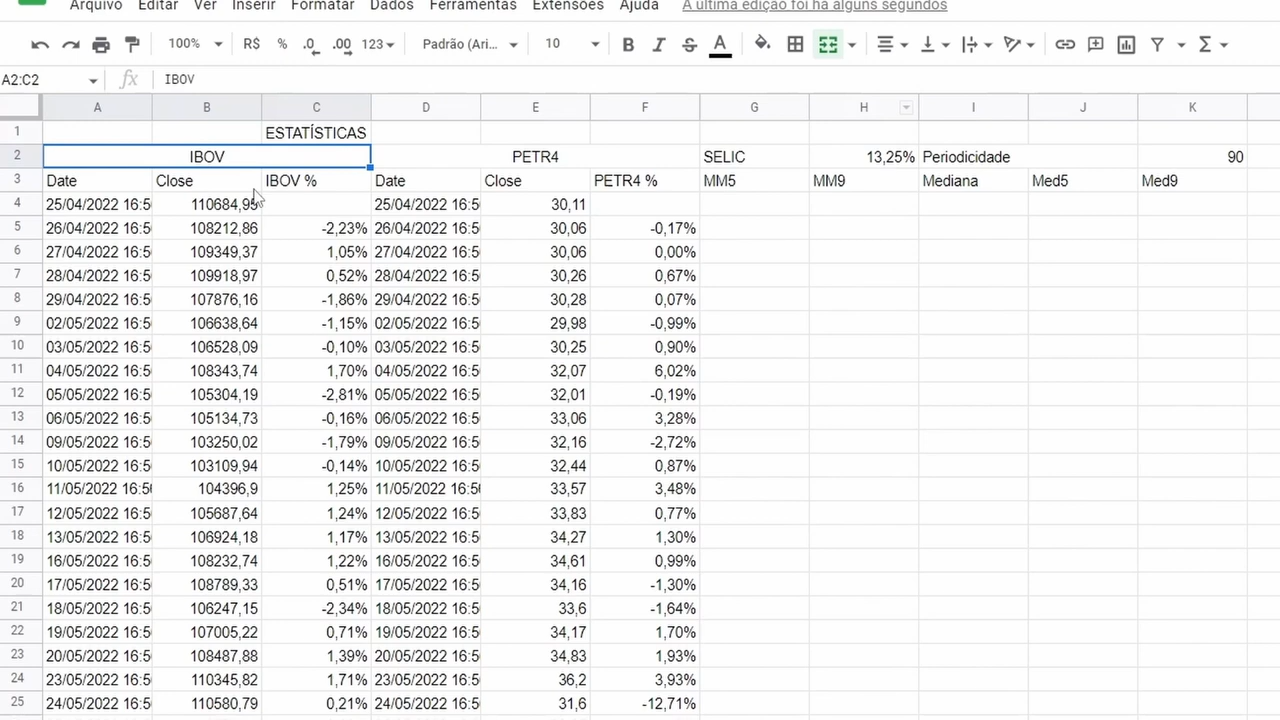 Arquivo Editar Ver Inserir Formatar Dados Ferramentas Extensões Ajuda A última edição foi há alguns segundos
100% R$ % .0 .00 123 Padrão (Ari... 10 B I S A Σ
A2:C2 fx IBOV
A B C D E F G H I J K
1 ESTATÍSTICAS
2 IBOV PETR4 SELIC 13,25% Periodicidade 90
3 Date Close IBOV % Date Close PETR4 % MM5 MM9 Mediana Med5 Med9
4 25/04/2022 16:5 110684,95 25/04/2022 16:5 30,11
5 26/04/2022 16:5 108212,86 -2,23% 26/04/2022 16:5 30,06 -0,17%
6 27/04/2022 16:5 109349,37 1,05% 27/04/2022 16:5 30,06 0,00%
7 28/04/2022 16:5 109918,97 0,52% 28/04/2022 16:5 30,26 0,67%
8 29/04/2022 16:5 107876,16 -1,86% 29/04/2022 16:5 30,28 0,07%
9 02/05/2022 16:5 106638,64 -1,15% 02/05/2022 16:5 29,98 -0,99%
10 03/05/2022 16:5 106528,09 -0,10% 03/05/2022 16:5 30,25 0,90%
11 04/05/2022 16:5 108343,74 1,70% 04/05/2022 16:5 32,07 6,02%
12 05/05/2022 16:5 105304,19 -2,81% 05/05/2022 16:5 32,01 -0,19%
13 06/05/2022 16:5 105134,73 -0,16% 06/05/2022 16:5 33,06 3,28%
14 09/05/2022 16:5 103250,02 -1,79% 09/05/2022 16:5 32,16 -2,72%
15 10/05/2022 16:5 103109,94 -0,14% 10/05/2022 16:5 32,44 0,87%
16 11/05/2022 16:56 104396,9 1,25% 11/05/2022 16:56 33,57 3,48%
17 12/05/2022 16:5 105687,64 1,24% 12/05/2022 16:5 33,83 0,77%
18 13/05/2022 16:5 106924,18 1,17% 13/05/2022 16:5 34,27 1,30%
19 16/05/2022 16:5 108232,74 1,22% 16/05/2022 16:5 34,61 0,99%
20 17/05/2022 16:5 108789,33 0,51% 17/05/2022 16:5 34,16 -1,30%
21 18/05/2022 16:5 106247,15 -2,34% 18/05/2022 16:5 33,6 -1,64%
22 19/05/2022 16:5 107005,22 0,71% 19/05/2022 16:5 34,17 1,70%
23 20/05/2022 16:5 108487,88 1,39% 20/05/2022 16:5 34,83 1,93%
24 23/05/2022 16:5 110345,82 1,71% 23/05/2022 16:5 36,2 3,93%
25 24/05/2022 16:5 110580,79 0,21% 24/05/2022 16:5 31,6 -12,71%